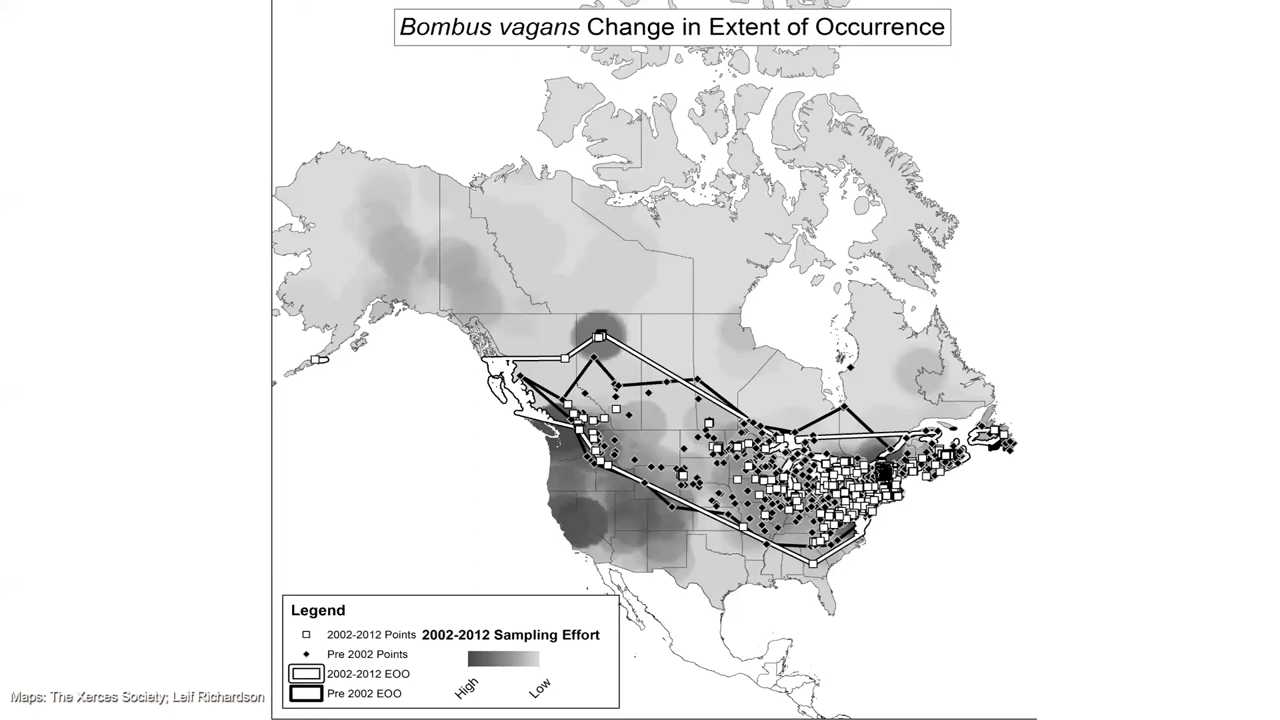 Bombus vagans Change in Extent of Occurrence
Legend
2002-2012 Points
Pre 2002 Points
2002-2012 EOO
Pre 2002 EOO
2002-2012 Sampling Effort
High
Low
Maps: The Xerces Society; Leif Richardson